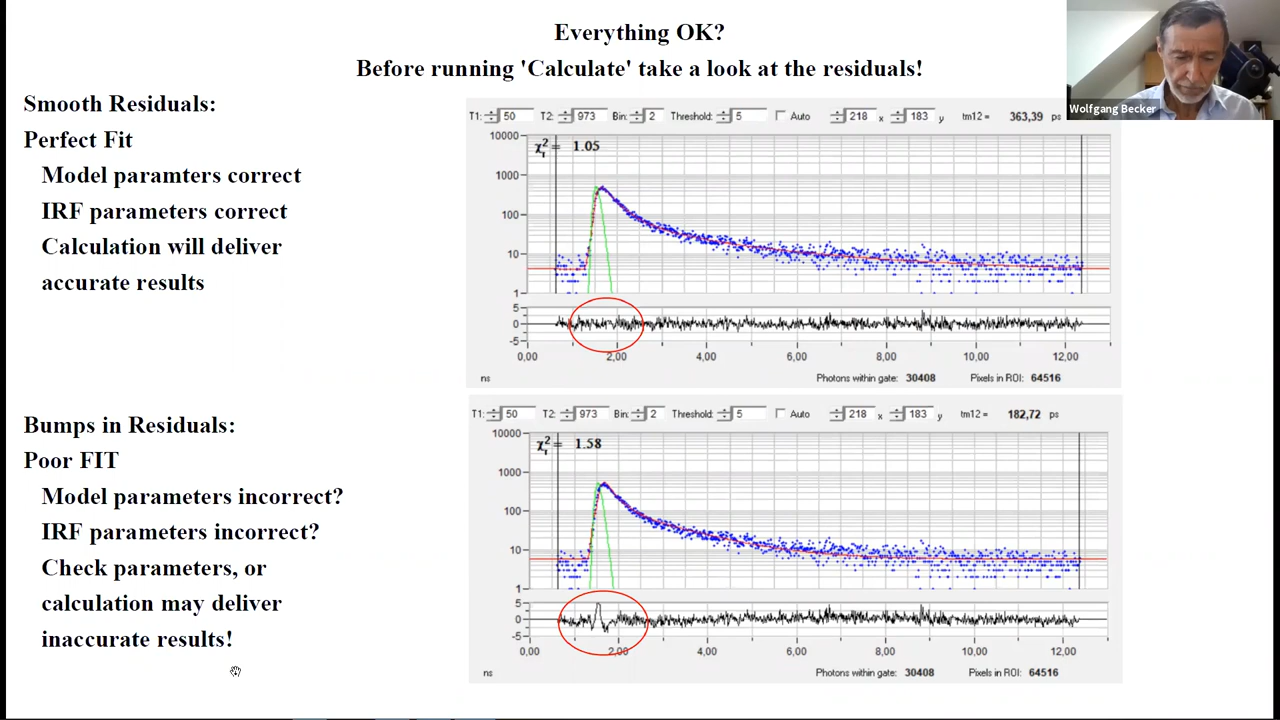 Everything OK?
Before running 'Calculate' take a look at the residuals!
Wolfgang Becker
Smooth Residuals:
Perfect Fit
Model paramters correct
IRF parameters correct
Calculation will deliver
accurate results
T1: 50 T2: 973 Bin: 2 Threshold: 5 Auto 218 x 183 y tm12 = 363,39 ps
χr² = 1.05
10000
1000
100
10
1
5
0
-5
0,00 2,00 4,00 6,00 8,00 10,00 12,00
ns Photons within gate: 30408 Pixels in ROI: 64516
Bumps in Residuals:
Poor FIT
Model parameters incorrect?
IRF parameters incorrect?
Check parameters, or
calculation may deliver
inaccurate results!
T1: 50 T2: 973 Bin: 2 Threshold: 5 Auto 218 x 183 y tm12 = 182,72 ps
χr² = 1.58
10000
1000
100
10
1
5
0
-5
0,00 2,00 4,00 6,00 8,00 10,00 12,00
ns Photons within gate: 30408 Pixels in ROI: 64516